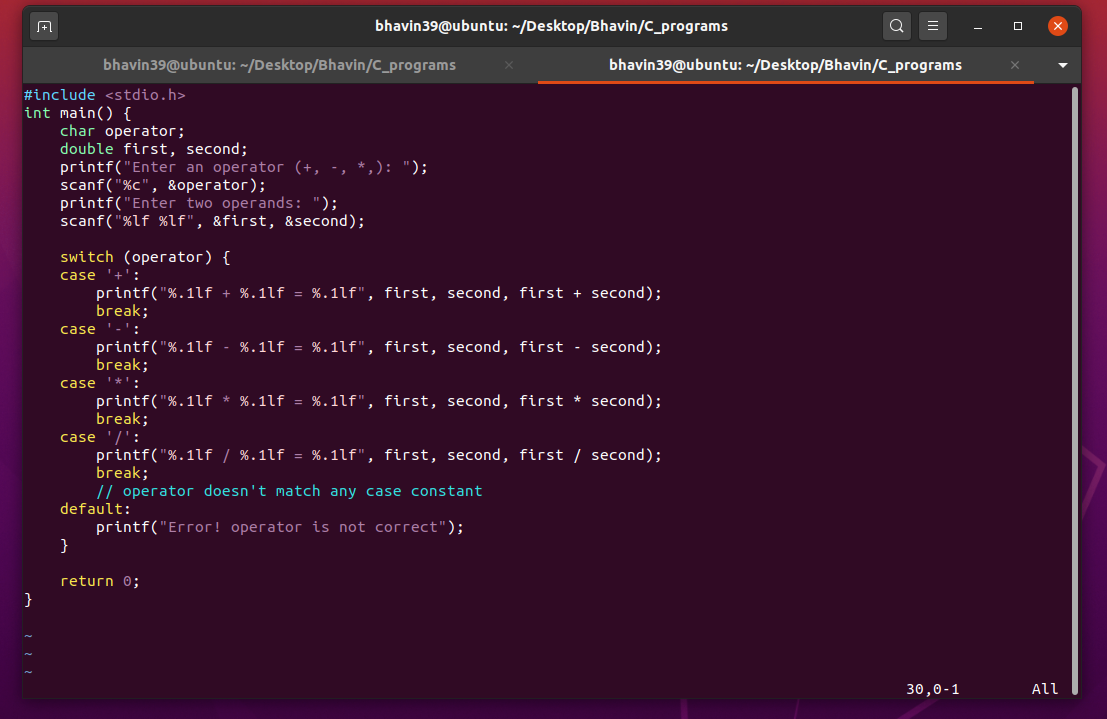 bhavin39@ubuntu: ~/Desktop/Bhavin/C_programs
bhavin39@ubuntu: ~/Desktop/Bhavin/C_programs
bhavin39@ubuntu: ~/Desktop/Bhavin/C_programs
#include <stdio.h>
int main() {
    char operator;
    double first, second;
    printf("Enter an operator (+, -, *,): ");
    scanf("%c", &operator);
    printf("Enter two operands: ");
    scanf("%lf %lf", &first, &second);

    switch (operator) {
    case '+':
        printf("%.1lf + %.1lf = %.1lf", first, second, first + second);
        break;
    case '-':
        printf("%.1lf - %.1lf = %.1lf", first, second, first - second);
        break;
    case '*':
        printf("%.1lf * %.1lf = %.1lf", first, second, first * second);
        break;
    case '/':
        printf("%.1lf / %.1lf = %.1lf", first, second, first / second);
        break;
        // operator doesn't match any case constant
    default:
        printf("Error! operator is not correct");
    }

    return 0;
}

~
~
~
30,0-1 All